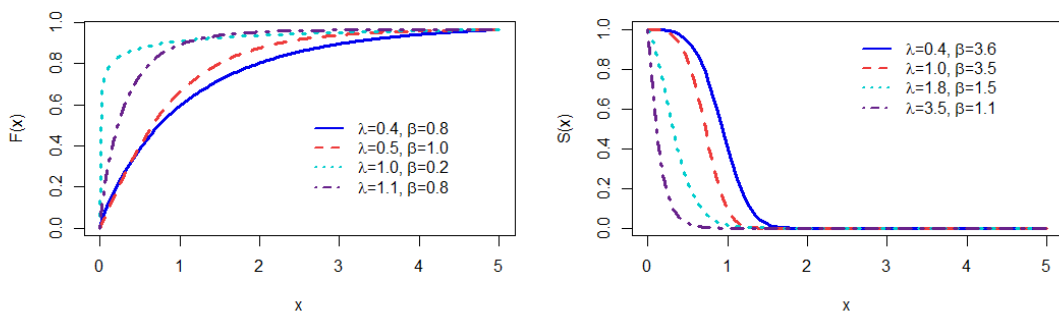 F(x)
0.0 0.2 0.4 0.6 0.8 1.0
λ=0.4, β=0.8
λ=0.5, β=1.0
λ=1.0, β=0.2
λ=1.1, β=0.8
0 1 2 3 4 5
x
S(x)
0.0 0.2 0.4 0.6 0.8 1.0
λ=0.4, β=3.6
λ=1.0, β=3.5
λ=1.8, β=1.5
λ=3.5, β=1.1
0 1 2 3 4 5
x